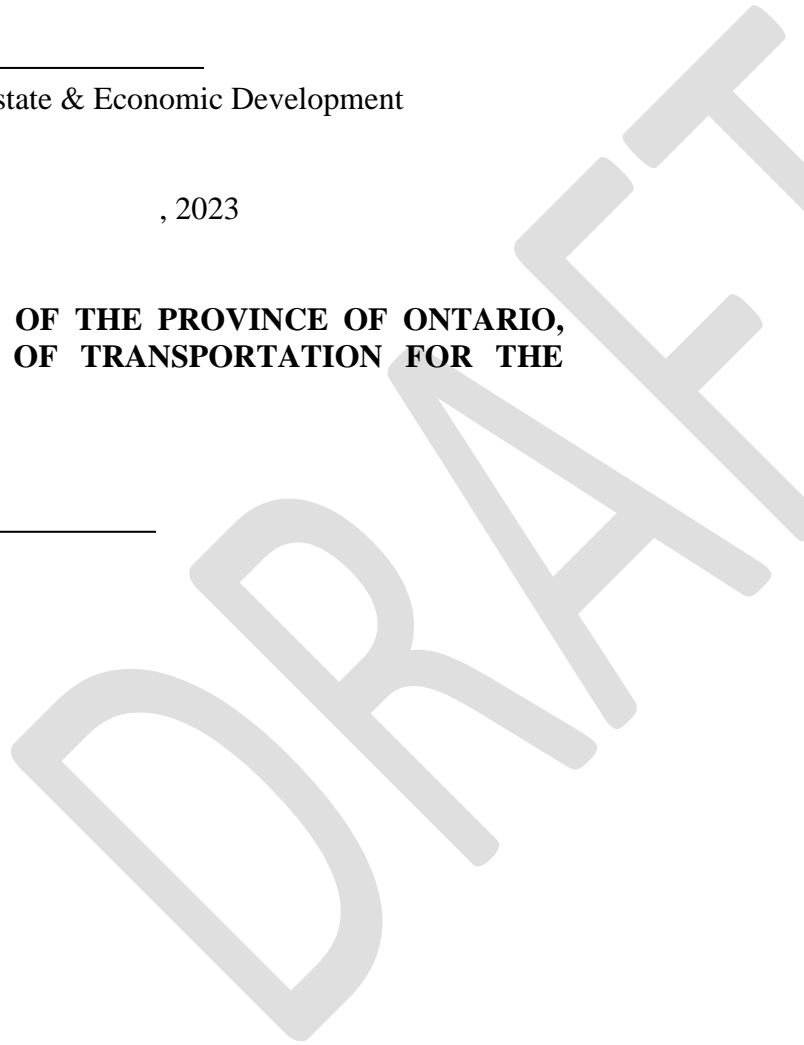 state & Economic Development
, 2023
OF THE PROVINCE OF ONTARIO,
OF TRANSPORTATION FOR THE
DRAFT